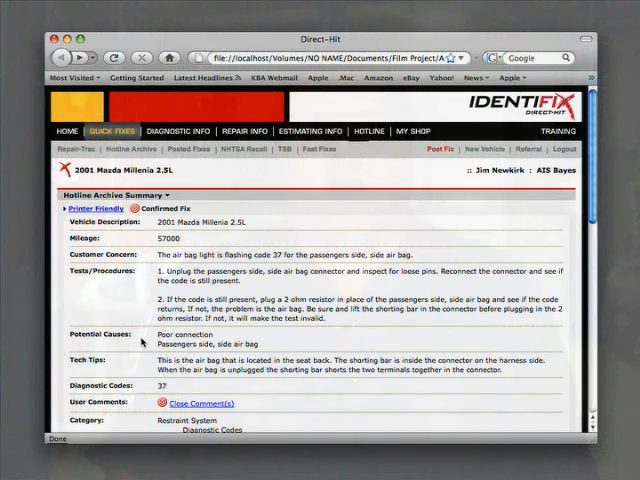 Direct-Hit
file://localhost/Volumes/NO NAME/Documents/Film Project/A
Google
Most Visited
Getting Started
Latest Headlines
KBA Webmail
Apple
.Mac
Amazon
eBay
Yahoo!
News
Apple
»
IDENTIFIX
DIRECT-HIT
HOME
QUICK FIXES
DIAGNOSTIC INFO
REPAIR INFO
ESTIMATING INFO
HOTLINE
MY SHOP
TRAINING
Repair-Trac | Hotline Archive | Posted Fixes | NHTSA Recall | TSB | Fast Fixes
Post Fix | New Vehicle | Referral | Logout
2001 Mazda Millenia 2.5L
:: Jim Newkirk :: AIS Bayes
Hotline Archive Summary
Printer Friendly
Confirmed Fix
Vehicle Description: 2001 Mazda Millenia 2.5L
Mileage: 57000
Customer Concern: The air bag light is flashing code 37 for the passengers side, side air bag.
Tests/Procedures: 1. Unplug the passengers side, side air bag connector and inspect for loose pins. Reconnect the connector and see if
the code is still present.
2. If the code is still present, plug a 2 ohm resistor in place of the passengers side, side air bag and see if the code
returns, If not, the problem is the air bag. Be sure and lift the shorting bar in the connector before plugging in the 2
ohm resistor. If not, it will make the test invalid.
Potential Causes: Poor connection
Passengers side, side air bag
Tech Tips: This is the air bag that is located in the seat back. The shorting bar is inside the connector on the harness side.
When the air bag is unplugged the shorting bar shorts the two terminals together in the connector.
Diagnostic Codes: 37
User Comments: Close Comment(s)
Category: Restraint System
Diagnostic Codes
Done